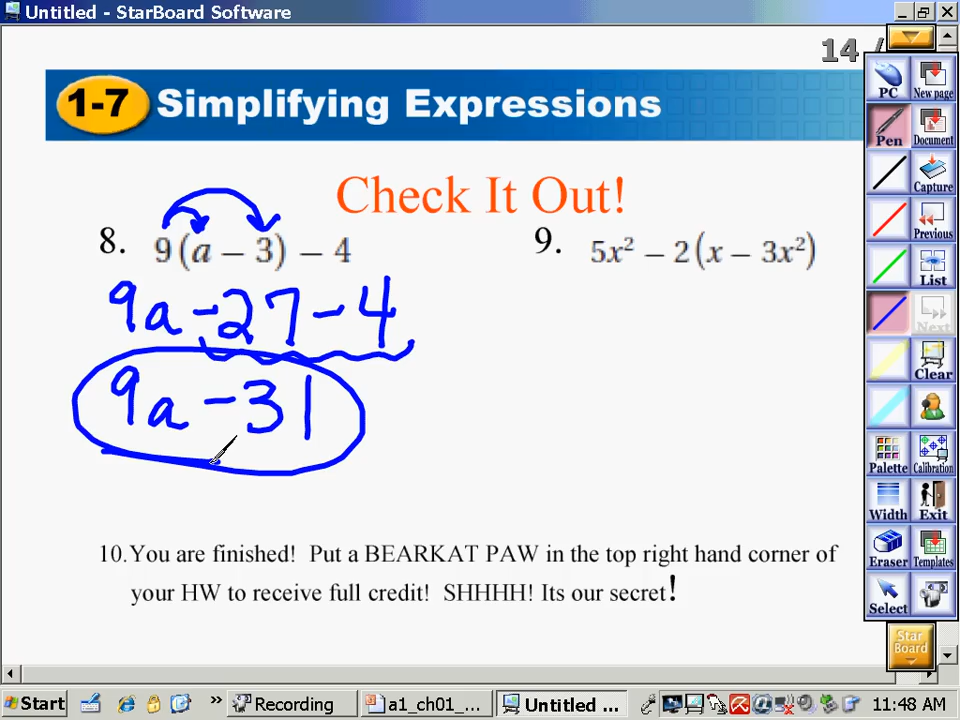 Untitled - StarBoard Software
14 /
1-7 Simplifying Expressions
Check It Out!
8. 9(a − 3) − 4
9a - 27 - 4
9a - 31
9. 5x² − 2(x − 3x²)
10.You are finished! Put a BEARKAT PAW in the top right hand corner of
your HW to receive full credit! SHHHH! Its our secret!
PC
New page
Pen
Document
Capture
Previous
List
Next
Clear
Palette
Calibration
Width
Exit
Eraser
Templates
Select
Star
Board
Start
Recording
a1_ch01_...
Untitled ...
11:48 AM